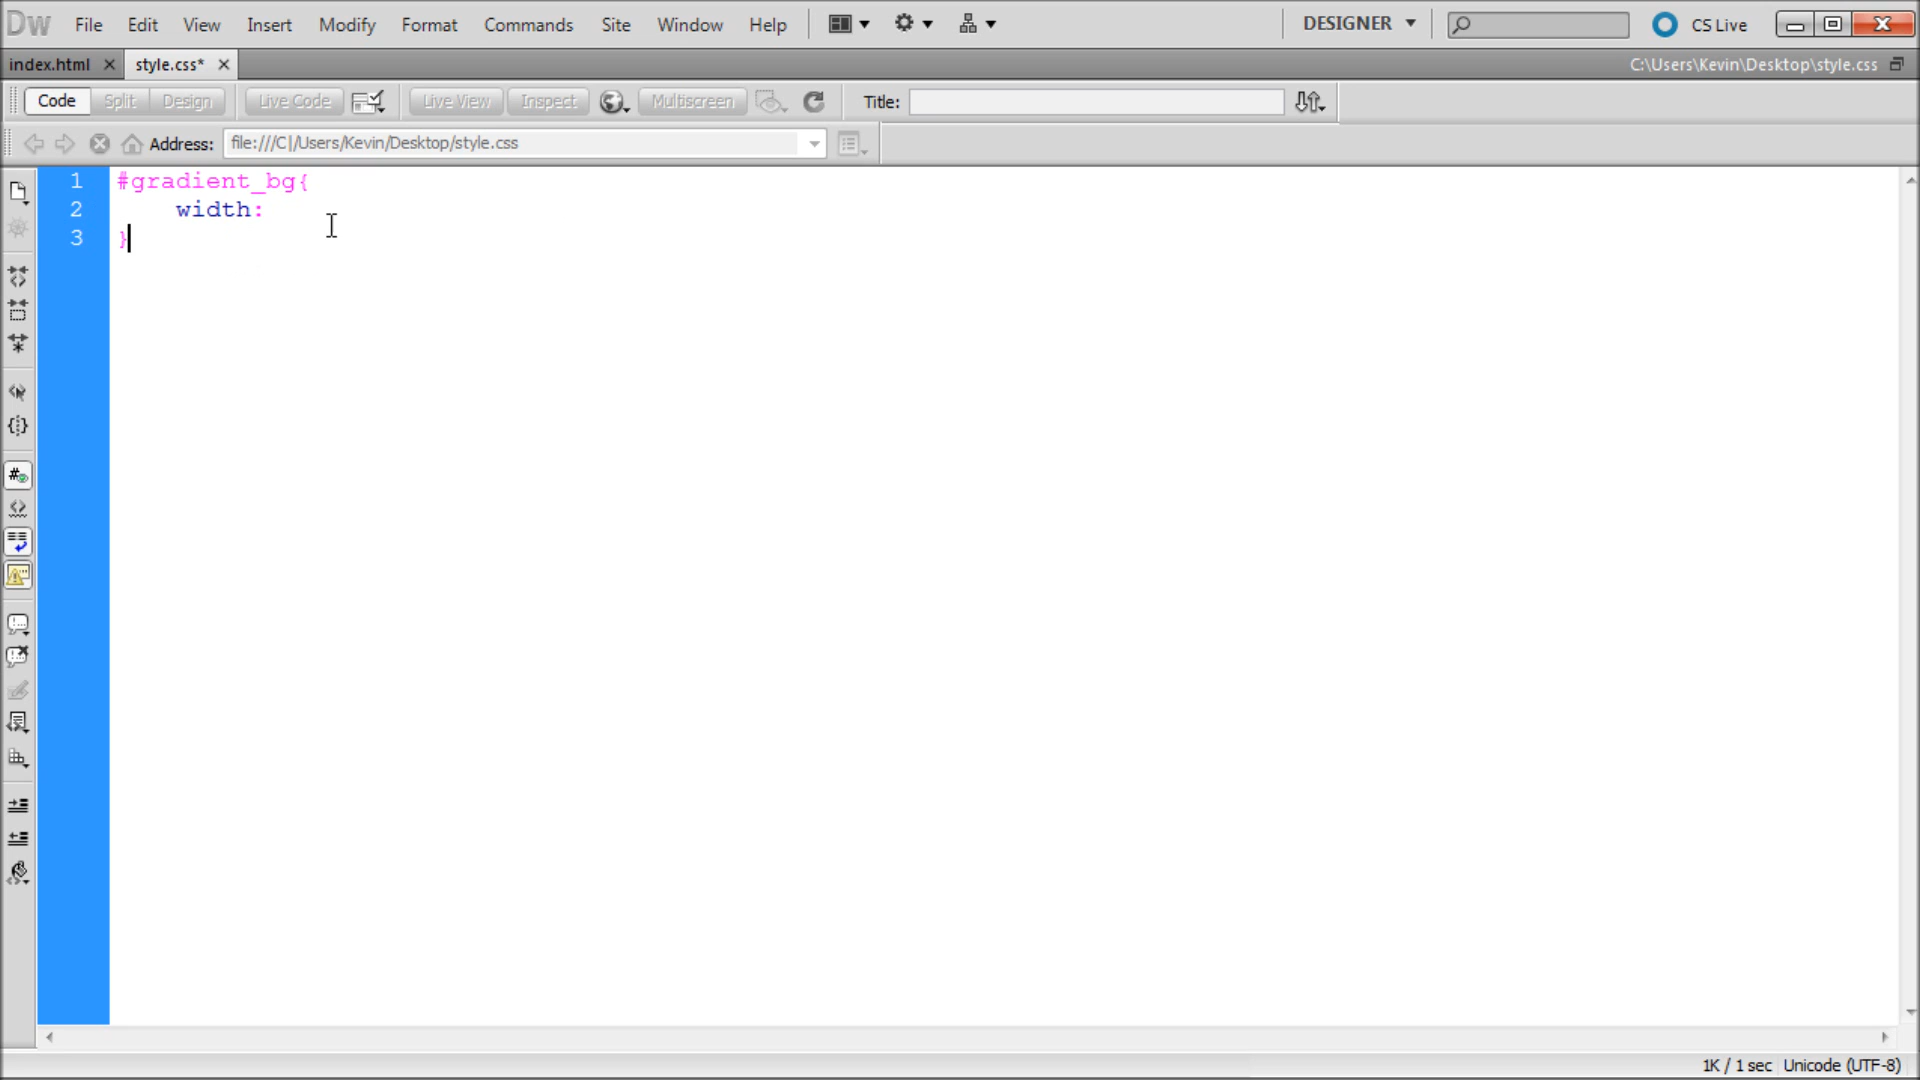 Dw File Edit View Insert Modify Format Commands Site Window Help DESIGNER CS Live
index.html style.css* C:\Users\Kevin\Desktop\style.css
Code Split Design Live Code Live View Inspect Multiscreen Title:
Address: file:///C|/Users/Kevin/Desktop/style.css
1 #gradient_bg{
2 width:
3 }
1K / 1 sec Unicode (UTF-8)